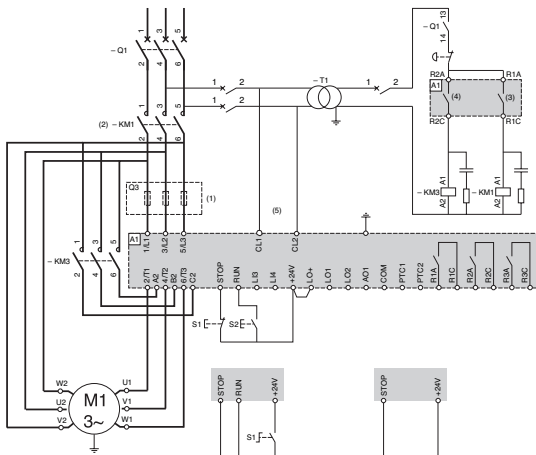 13
– Q1
14
1 3 5
– Q1
2 4 6
1 2
1 2
– T1
1 2
R2A R1A
A1
(4) (3)
R2C R1C
1 3 5
(2) – KM1
2 4 6
Q3
(1)
A1 A1
– KM3 – KM1
A2 A2
(5)
A1
1/L1 3/L2 5/L3 CL1 CL2
1 3 5
– KM3
2 4 6
2/T1 A2 4/T2 B2 6/T3 C2 STOP RUN LI3 LI4 +24V LO+ LO1 LO2 AO1 COM PTC1 PTC2 R1A R1C R2A R2C R3A R3C
S1 S2
W2 U1
U2 V1
V2 W1
M1
3~
STOP RUN +24V
S1
STOP +24V